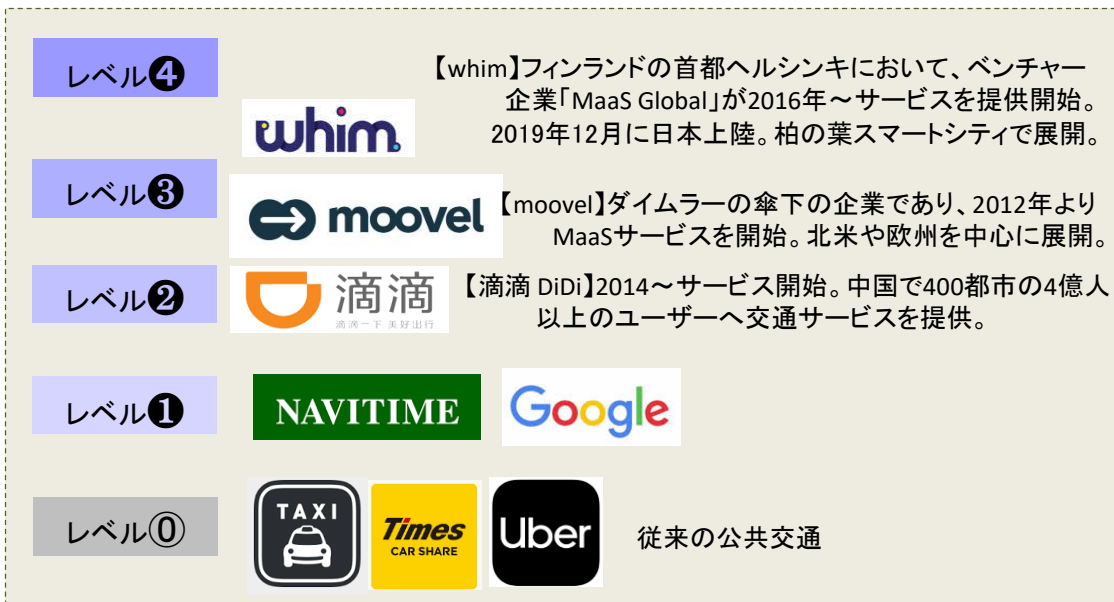 レベル❹
【whim】フィンランドの首都ヘルシンキにおいて、ベンチャー
企業「MaaS Global」が2016年～サービスを提供開始。
2019年12月に日本上陸。柏の葉スマートシティで展開。
whim
レベル❸
moovel
【moovel】ダイムラーの傘下の企業であり、2012年より
MaaSサービスを開始。北米や欧州を中心に展開。
レベル❷
滴滴
滴滴一下 美好出行
【滴滴 DiDi】2014～サービス開始。中国で400都市の4億人
以上のユーザーへ交通サービスを提供。
レベル❶
NAVITIME
Google
レベル⓪
TAXI
Times
CAR SHARE
Uber
従来の公共交通